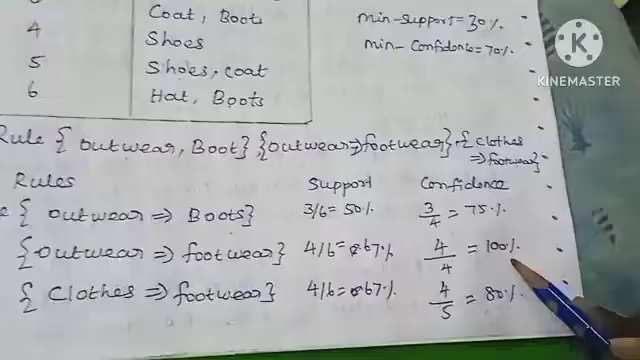 Coat, Boots
4 Shoes
5 Shoes, coat
6 Hat, Boots
min-support=30%
min-Confidence=70%
KINEMASTER
Rule { outwear, Boot} {outwear=>footwear} {Clothes
=> footwear}
Rules Support Confidence
{ outwear => Boots} 3/6=50% 3/4=75%
{outwear => footwear} 4/6=67% 4/4=100%
{ Clothes => footwear} 4/6=67% 4/5=80%